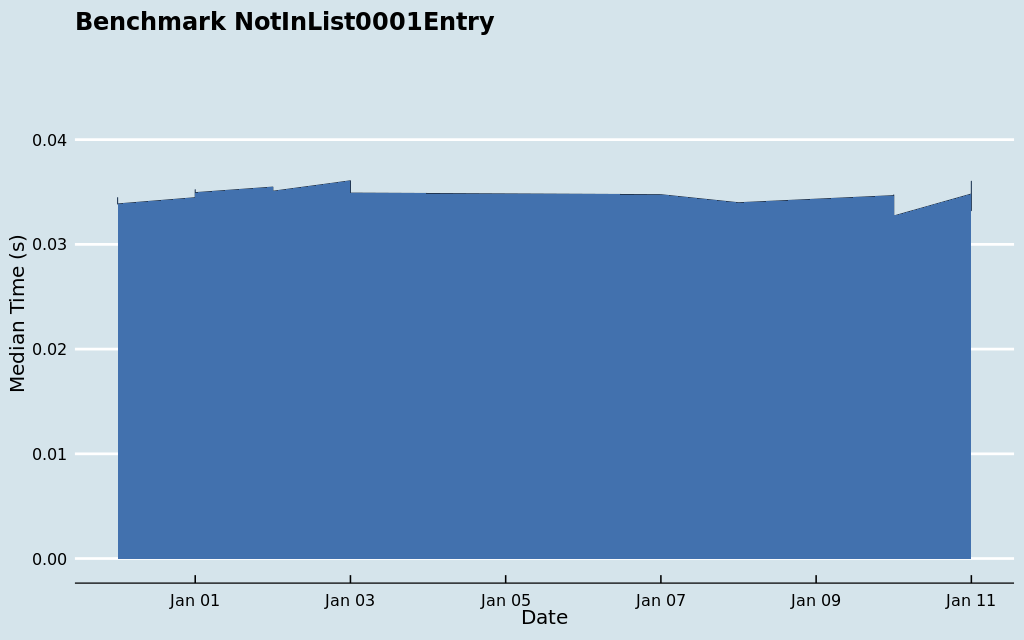 Benchmark NotInList0001Entry
0.04
0.03
0.02
0.01
0.00
Median Time (s)
Jan 01 Jan 03 Jan 05 Jan 07 Jan 09 Jan 11
Date